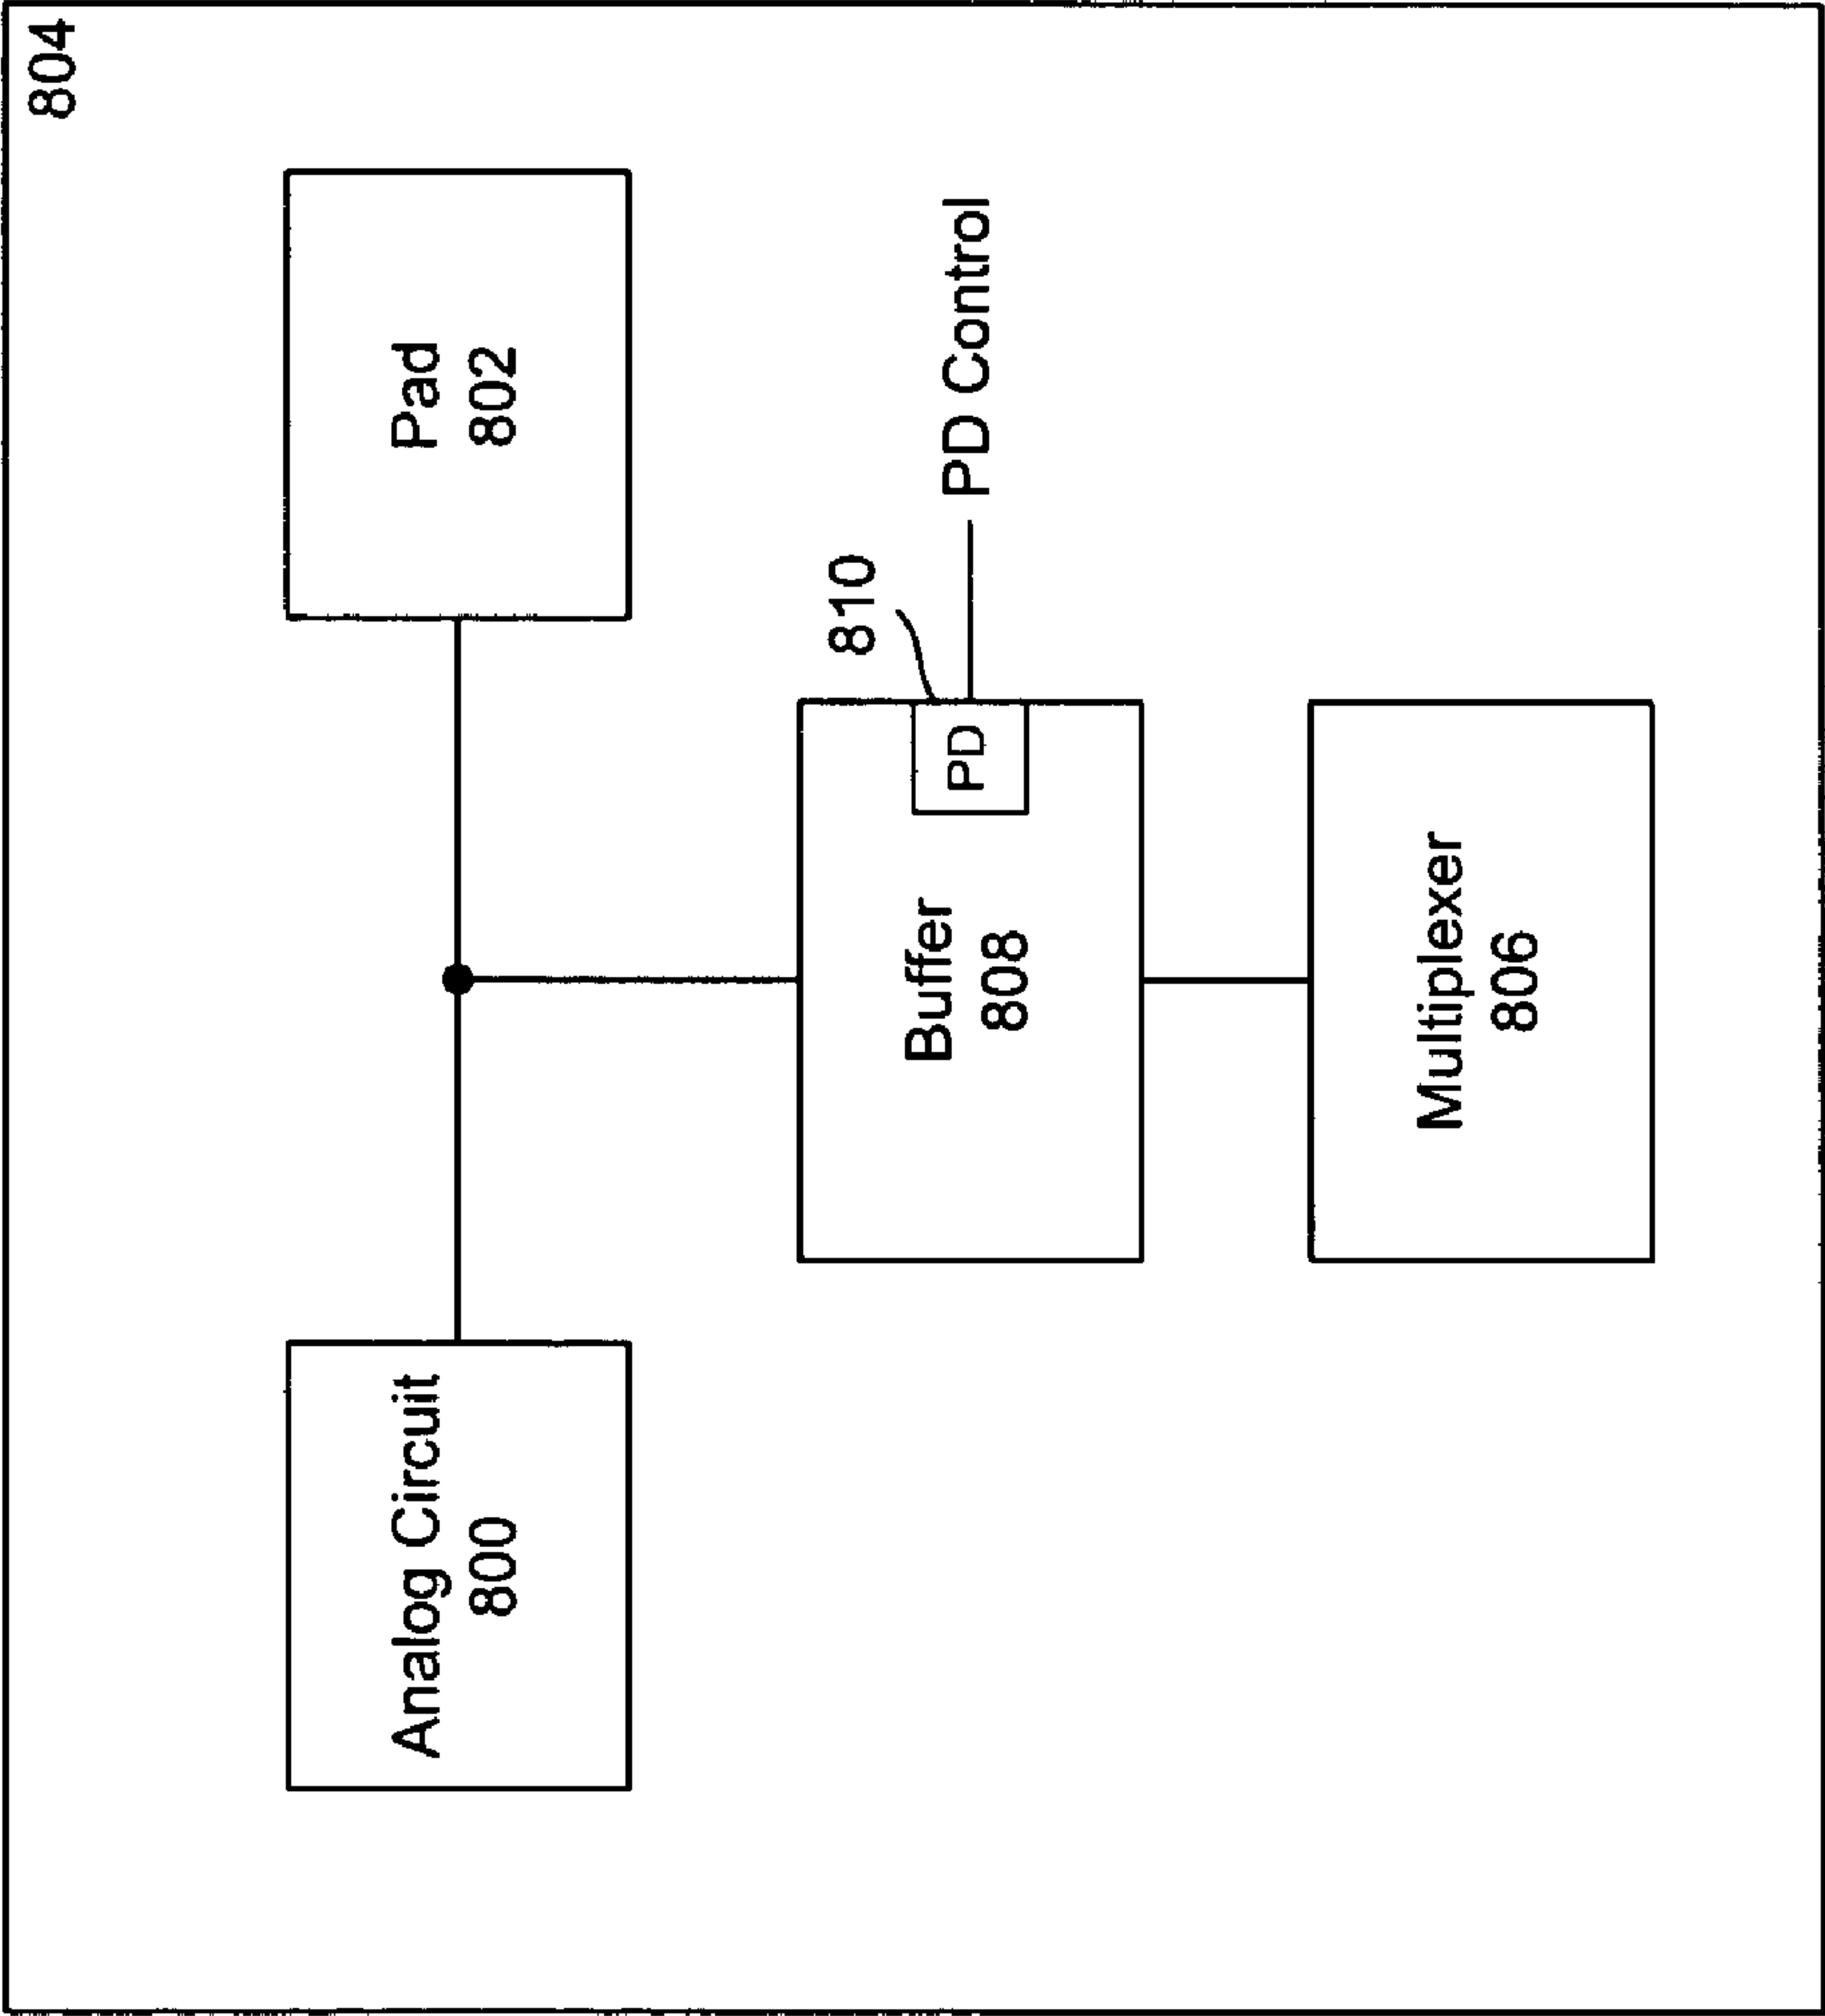 804
Analog Circuit
800
Pad
802
810
Buffer
808
PD
PD Control
Multiplexer
806